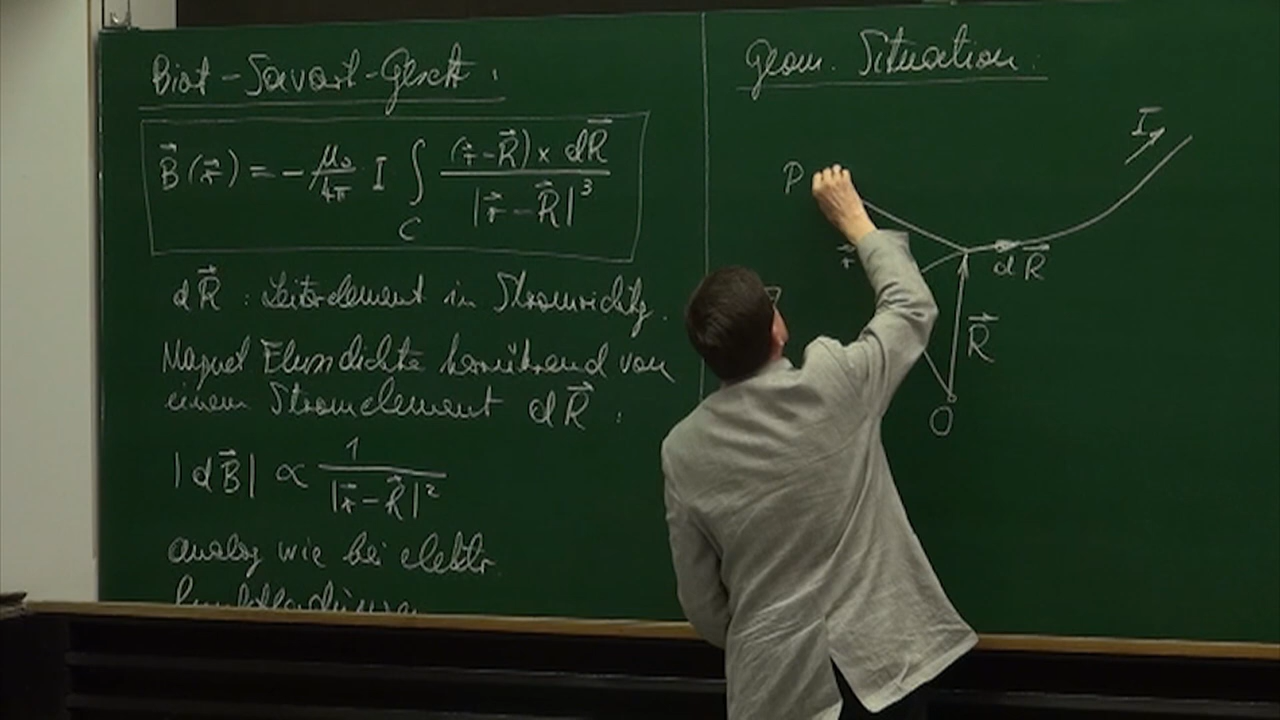 Biot-Savart-Gesetz:
B⃗(r⃗) = - μ₀/4π I ∫_C (r⃗-R⃗) × dR⃗ / |r⃗-R⃗|³
dR⃗ : Leiterelement in Stromrichtg.
Magnet Flussdichte herrührend von
einem Stromelement dR⃗ :
|dB⃗| ∝ 1 / |r⃗-R⃗|²
analog wie bei elektr.
Punktladungen
Geom. Situation:
I
P
r⃗
dR⃗
R⃗
O